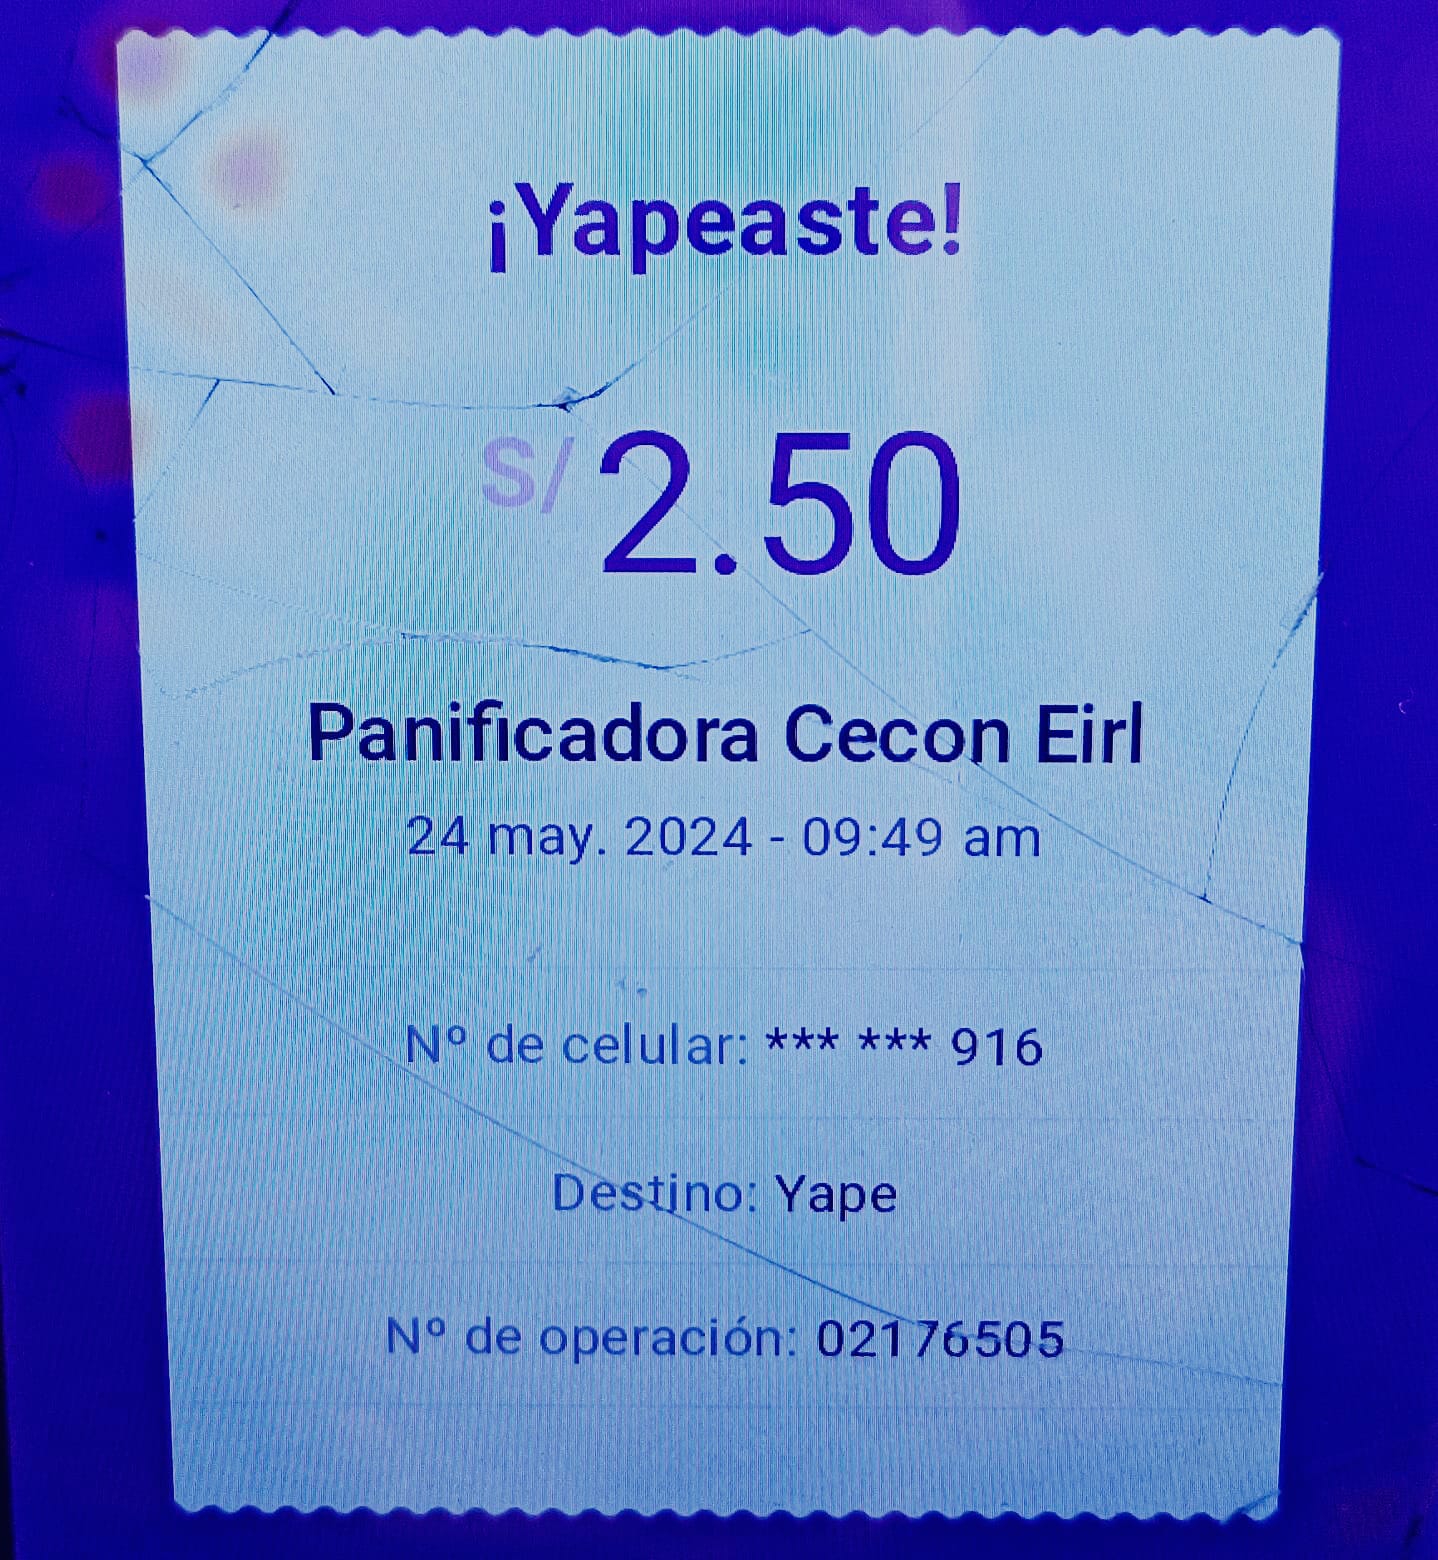 ¡Yapeaste!
S/ 2.50
Panificadora Cecon Eirl
24 may. 2024 - 09:49 am
Nº de celular: *** *** 916
Destino: Yape
Nº de operación: 02176505